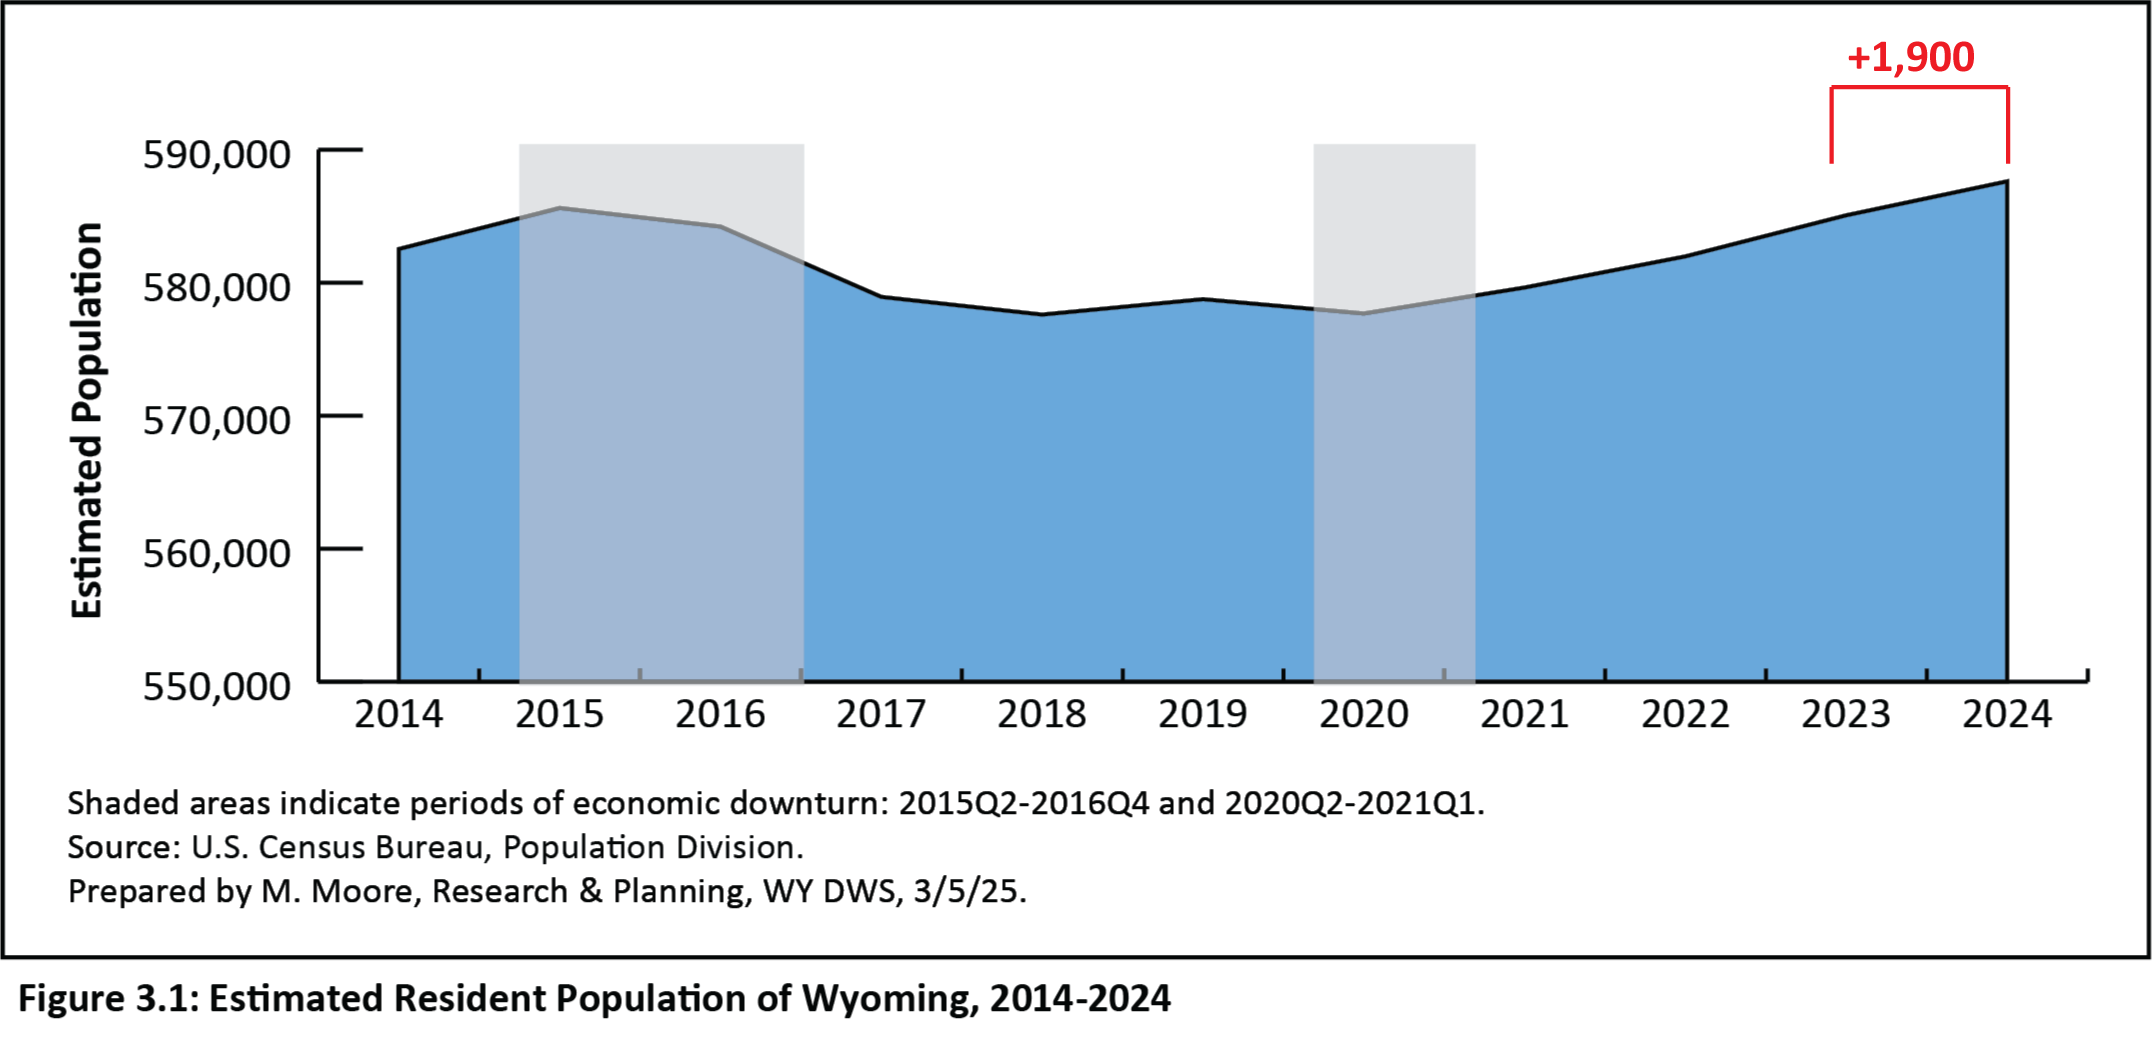 +1,900
590,000
580,000
570,000
560,000
550,000
Estimated Population
2014 2015 2016 2017 2018 2019 2020 2021 2022 2023 2024
Shaded areas indicate periods of economic downturn: 2015Q2-2016Q4 and 2020Q2-2021Q1.
Source: U.S. Census Bureau, Population Division.
Prepared by M. Moore, Research & Planning, WY DWS, 3/5/25.
Figure 3.1: Estimated Resident Population of Wyoming, 2014-2024